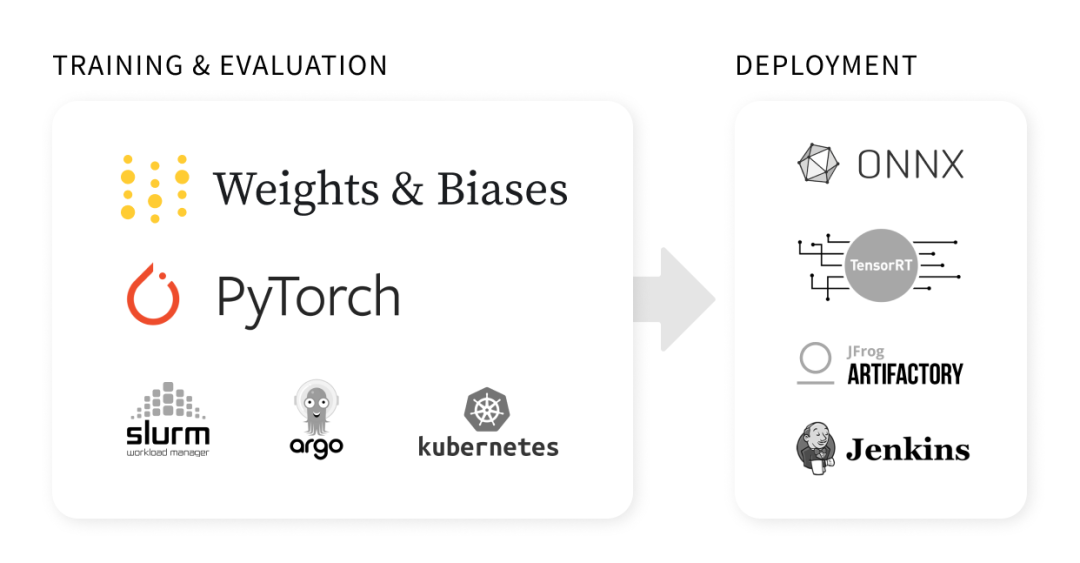 TRAINING & EVALUATION
Weights & Biases
PyTorch
slurm
workload manager
argo
kubernetes
DEPLOYMENT
ONNX
TensorRT
JFrog
ARTIFACTORY
Jenkins